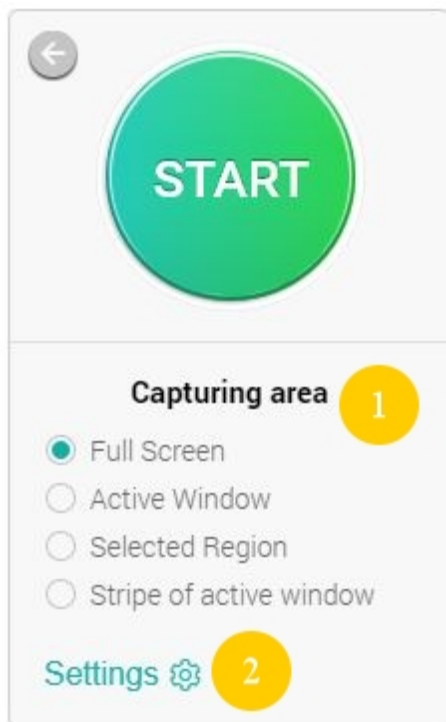 START
Capturing area 1
Full Screen
Active Window
Selected Region
Stripe of active window
Settings 2